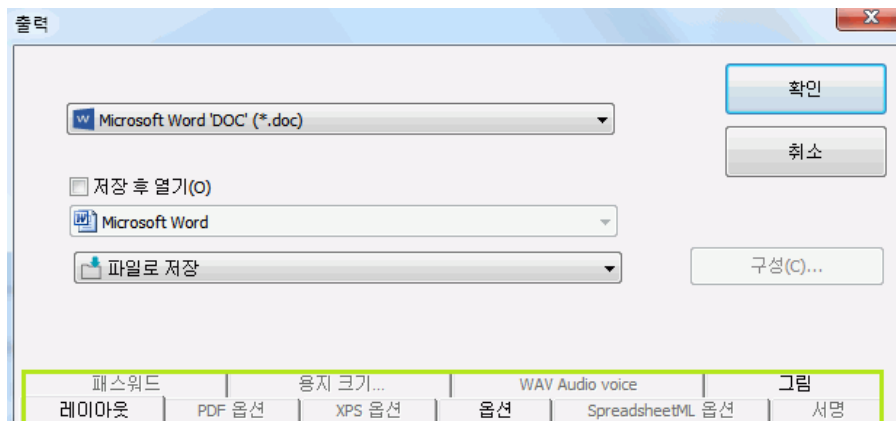 출력
확인
Microsoft Word 'DOC' (*.doc)
취소
저장 후 열기(O)
Microsoft Word
파일로 저장
구성(C)...
패스워드 용지 크기... WAV Audio voice 그림
레이아웃 PDF 옵션 XPS 옵션 옵션 SpreadsheetML 옵션 서명